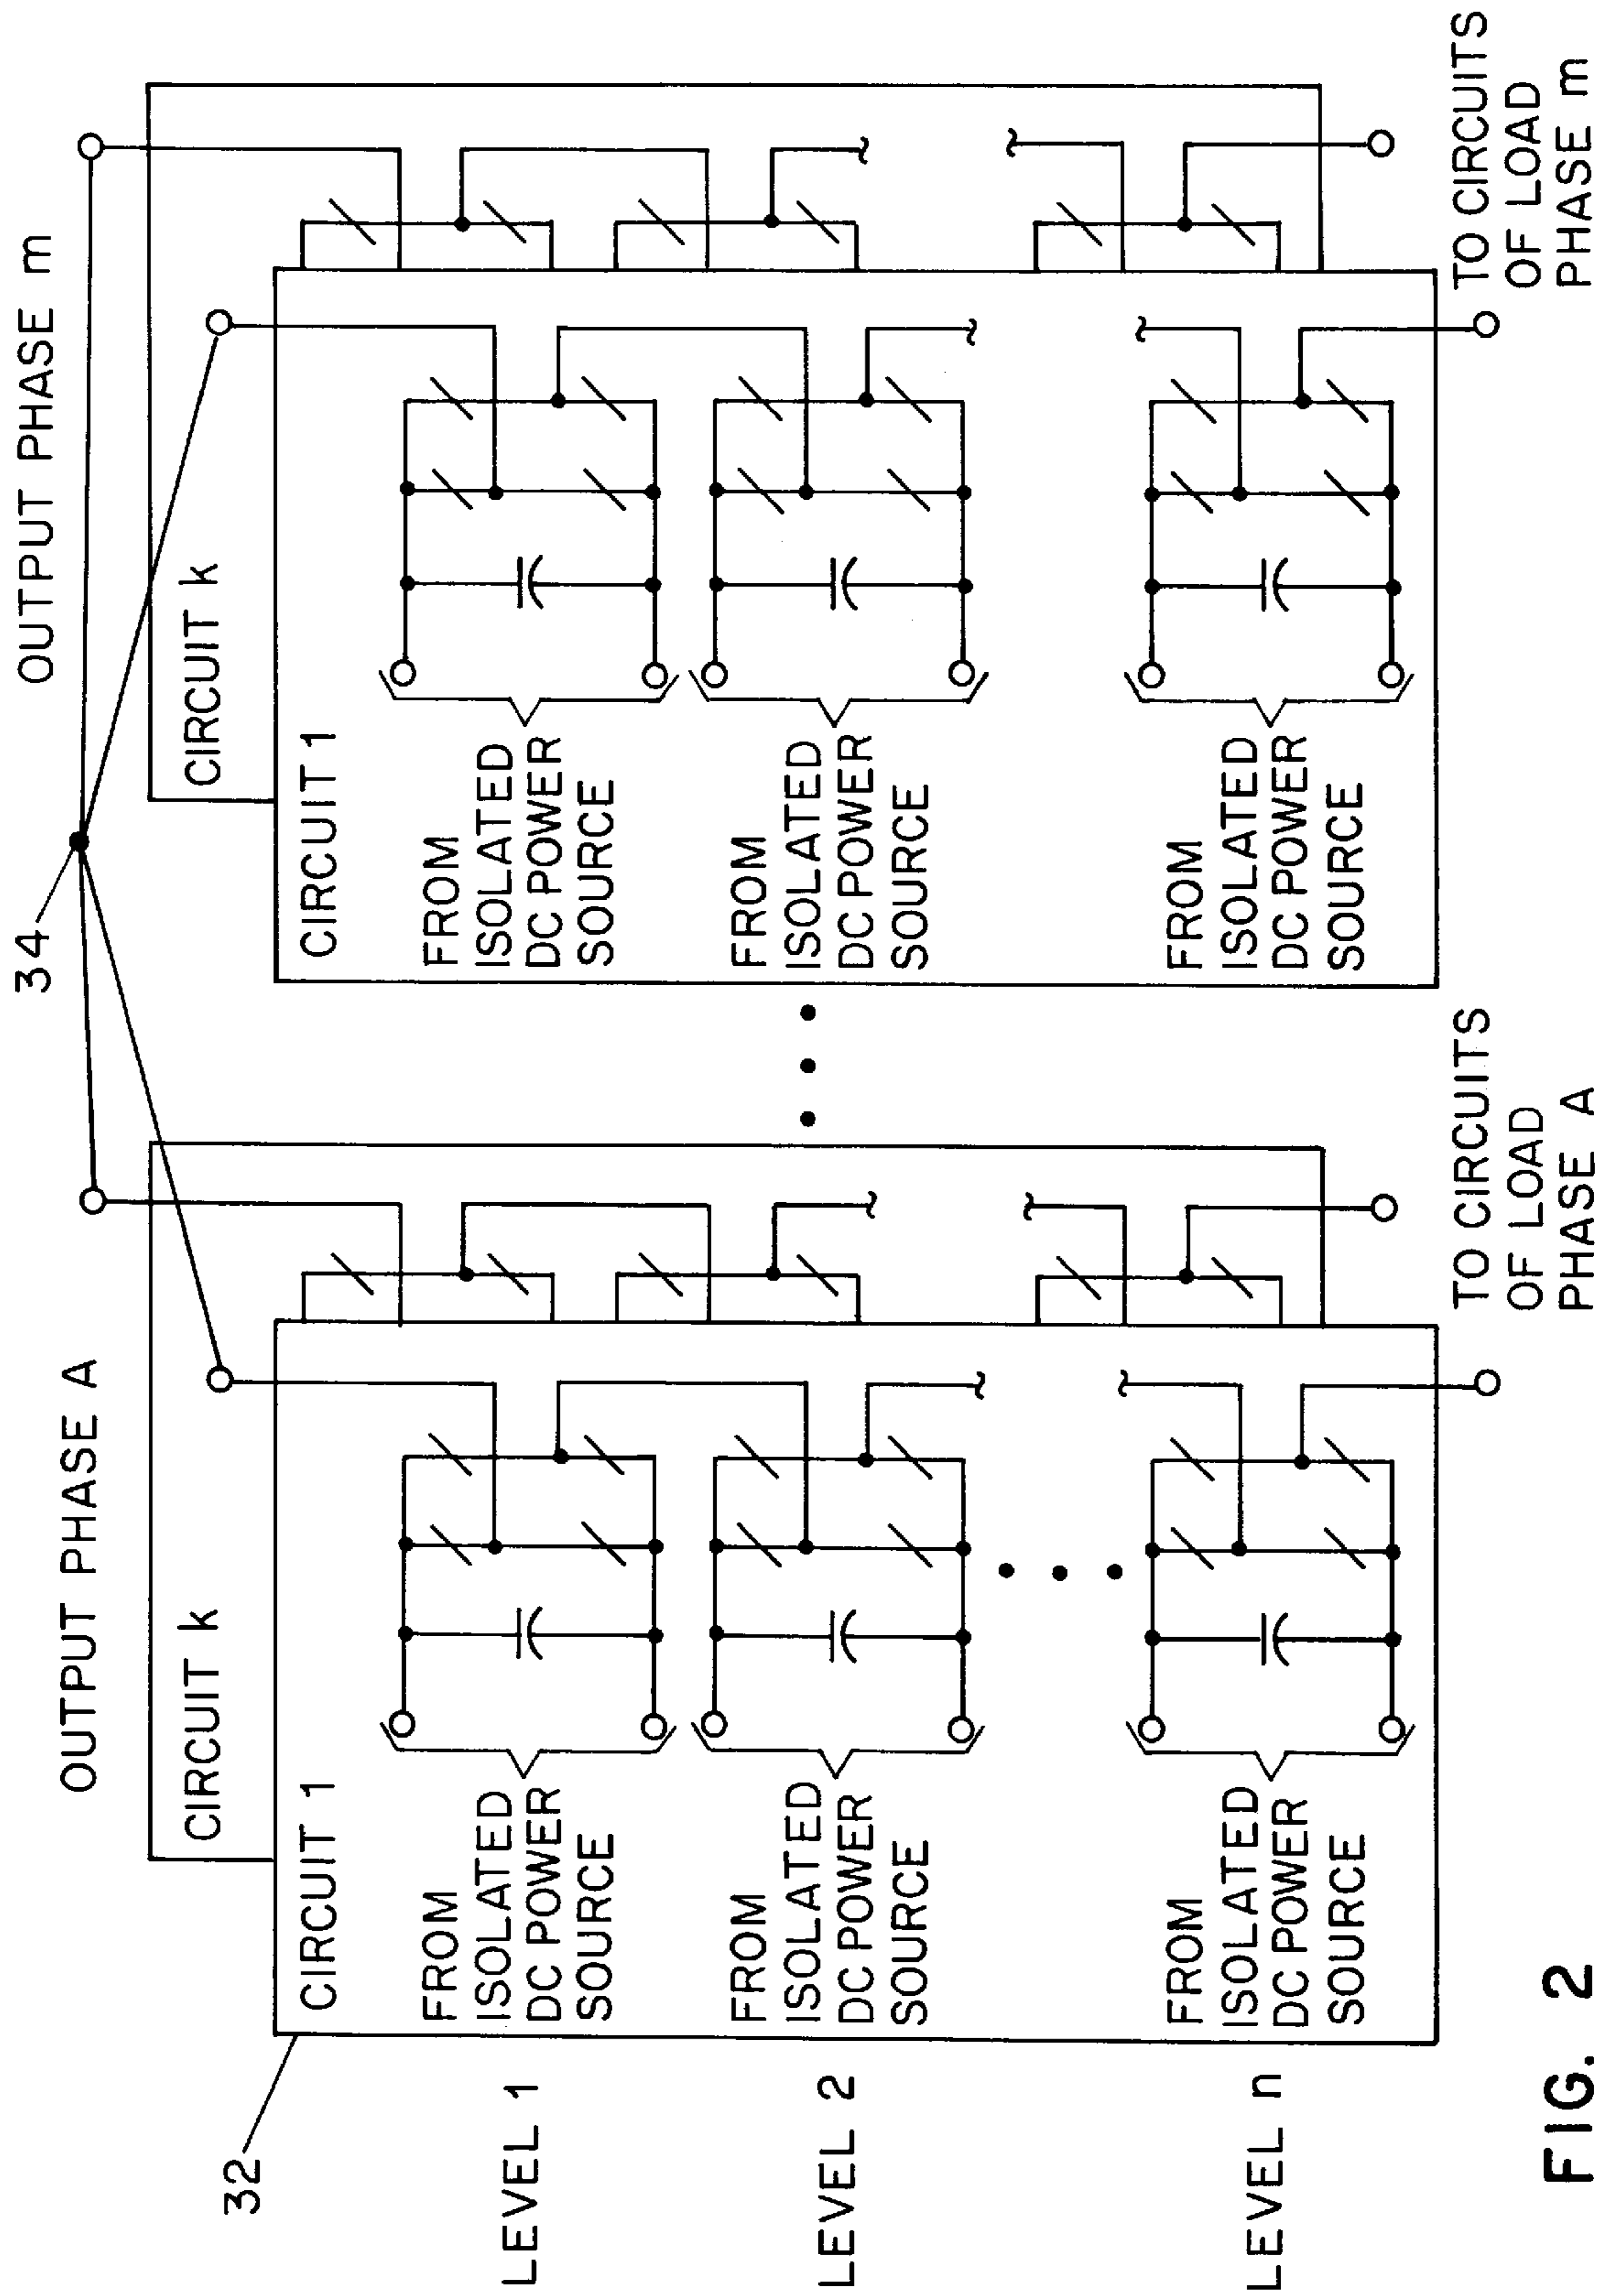 34
OUTPUT PHASE A
OUTPUT PHASE m
CIRCUIT k
CIRCUIT k
32
CIRCUIT 1
CIRCUIT 1
LEVEL 1
FROM
ISOLATED
DC POWER
SOURCE
FROM
ISOLATED
DC POWER
SOURCE
LEVEL 2
FROM
ISOLATED
DC POWER
SOURCE
FROM
ISOLATED
DC POWER
SOURCE
LEVEL n
FROM
ISOLATED
DC POWER
SOURCE
FROM
ISOLATED
DC POWER
SOURCE
TO CIRCUITS
OF LOAD
PHASE A
TO CIRCUITS
OF LOAD
PHASE m
FIG. 2